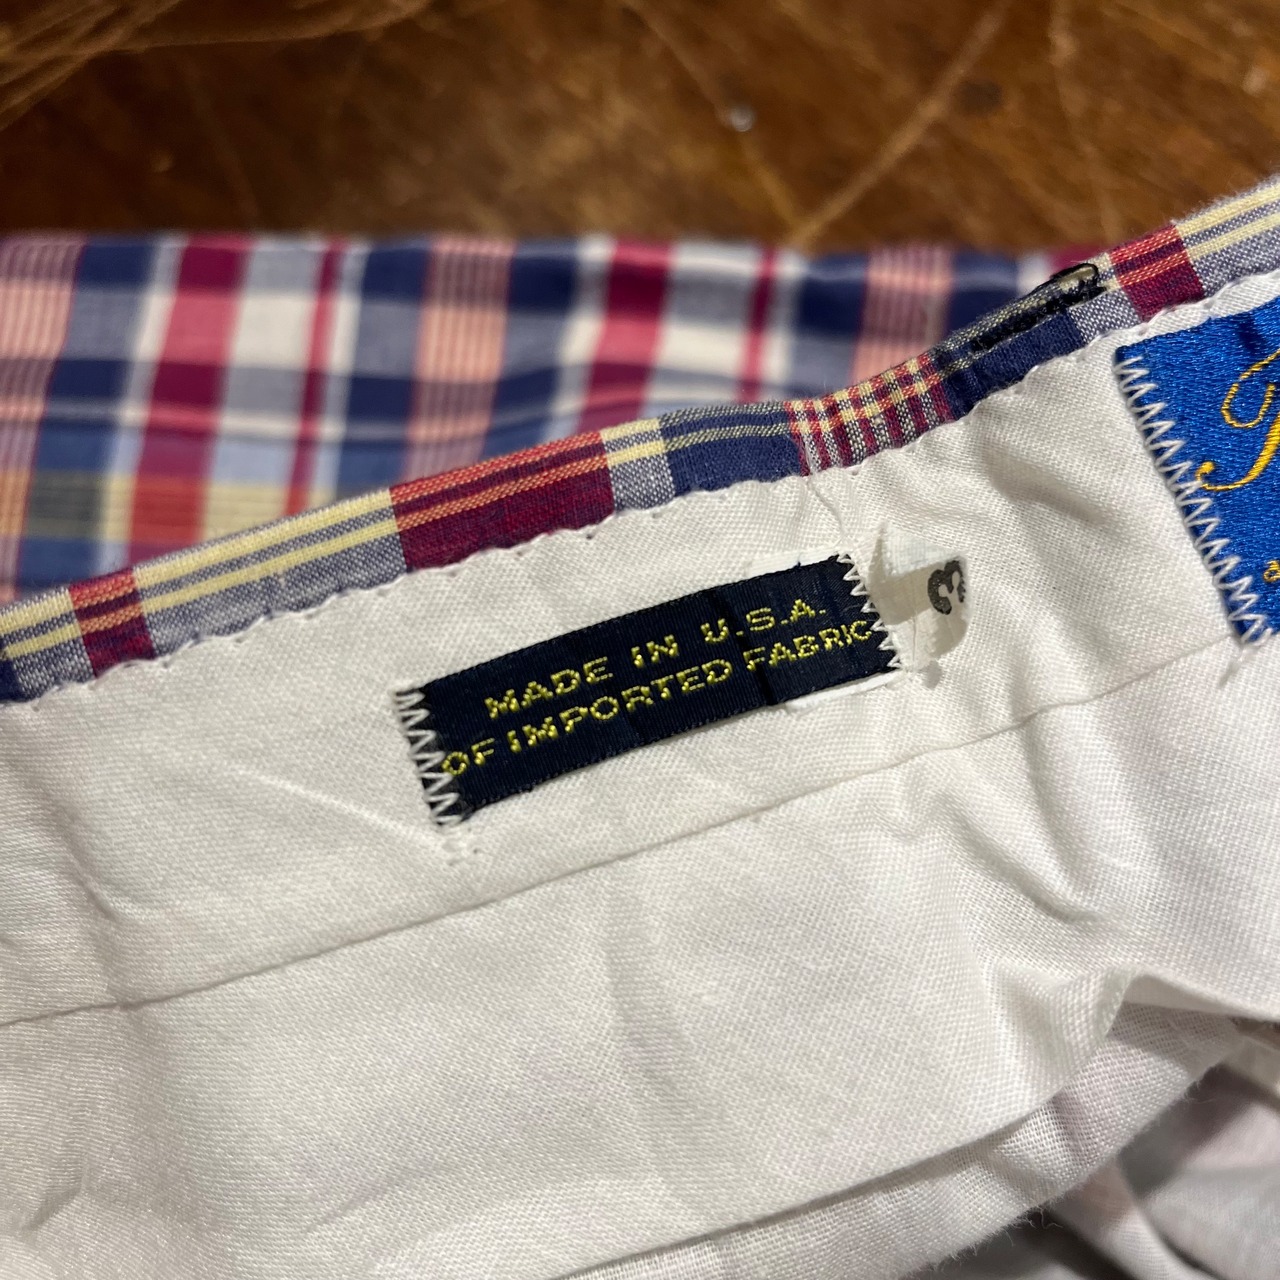 MADE IN U.S.A.
OF IMPORTED FABRIC
3